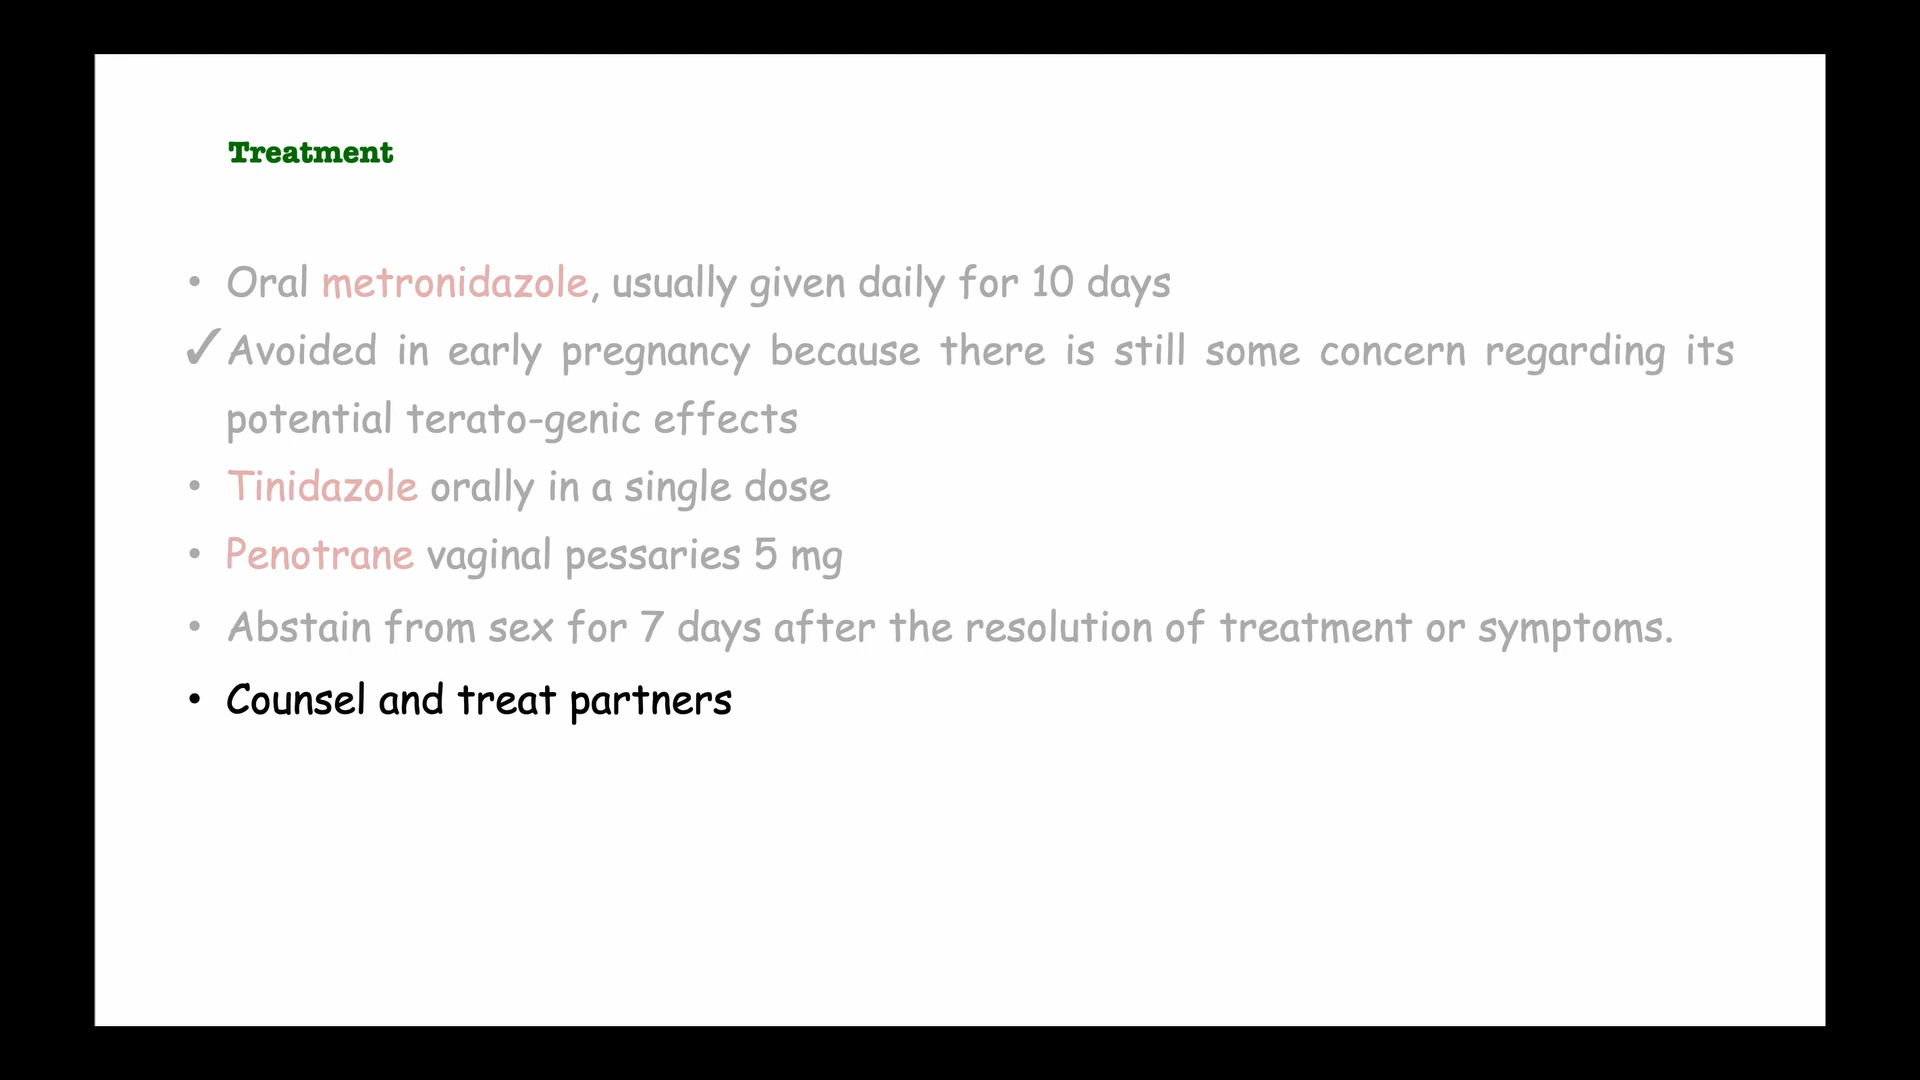 Treatment
• Oral metronidazole, usually given daily for 10 days
✓Avoided in early pregnancy because there is still some concern regarding its
potential terato-genic effects
• Tinidazole orally in a single dose
• Penotrane vaginal pessaries 5 mg
• Abstain from sex for 7 days after the resolution of treatment or symptoms.
• Counsel and treat partners